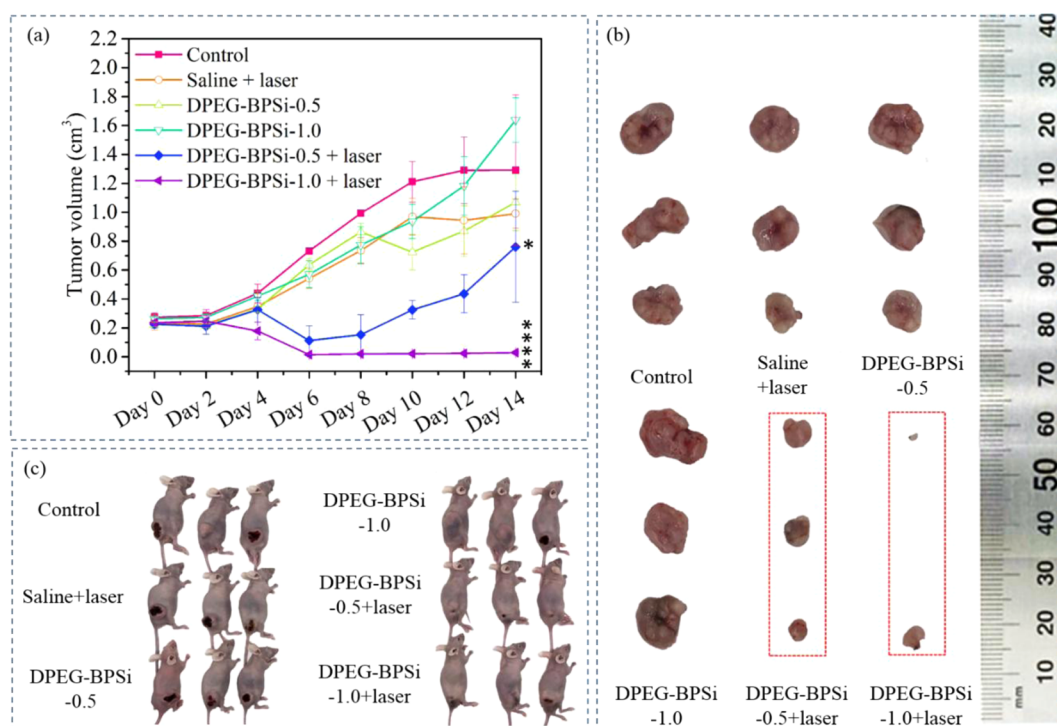 (a)
2.2
2.0
1.8
1.6
1.4
1.2
1.0
0.8
0.6
0.4
0.2
0.0
Tumor volume (cm³)
Control
Saline + laser
DPEG-BPSi-0.5
DPEG-BPSi-1.0
DPEG-BPSi-0.5 + laser
DPEG-BPSi-1.0 + laser
*
****
Day 0
Day 2
Day 4
Day 6
Day 8
Day 10
Day 12
Day 14
(b)
Control
Saline
+laser
DPEG-BPSi
-0.5
DPEG-BPSi
-1.0
DPEG-BPSi
-0.5+laser
DPEG-BPSi
-1.0+laser
40
30
20
10
100
90
80
70
60
50
40
30
20
10
mm
(c)
Control
Saline+laser
DPEG-BPSi
-0.5
DPEG-BPSi
-1.0
DPEG-BPSi
-0.5+laser
DPEG-BPSi
-1.0+laser